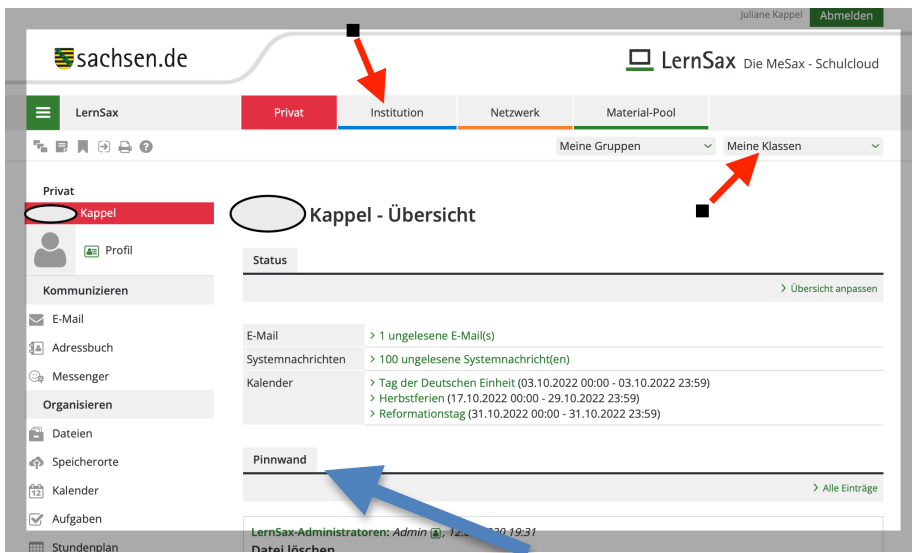 Juliane Kappel Abmelden
sachsen.de
LernSax Die MeSax - Schulcloud
LernSax Privat Institution Netzwerk Material-Pool
Meine Gruppen Meine Klassen
Privat
Kappel
Kappel - Übersicht
Profil
Status
Kommunizieren
> Übersicht anpassen
E-Mail
Adressbuch
Messenger
Organisieren
Dateien
Speicherorte
12 Kalender
Aufgaben
Stundenplan
E-Mail > 1 ungelesene E-Mail(s)
Systemnachrichten > 100 ungelesene Systemnachricht(en)
Kalender > Tag der Deutschen Einheit (03.10.2022 00:00 - 03.10.2022 23:59)
> Herbstferien (17.10.2022 00:00 - 29.10.2022 23:59)
> Reformationstag (31.10.2022 00:00 - 31.10.2022 23:59)
Pinnwand
> Alle Einträge
LernSax-Administratoren: Admin 19:31
Datei löschen